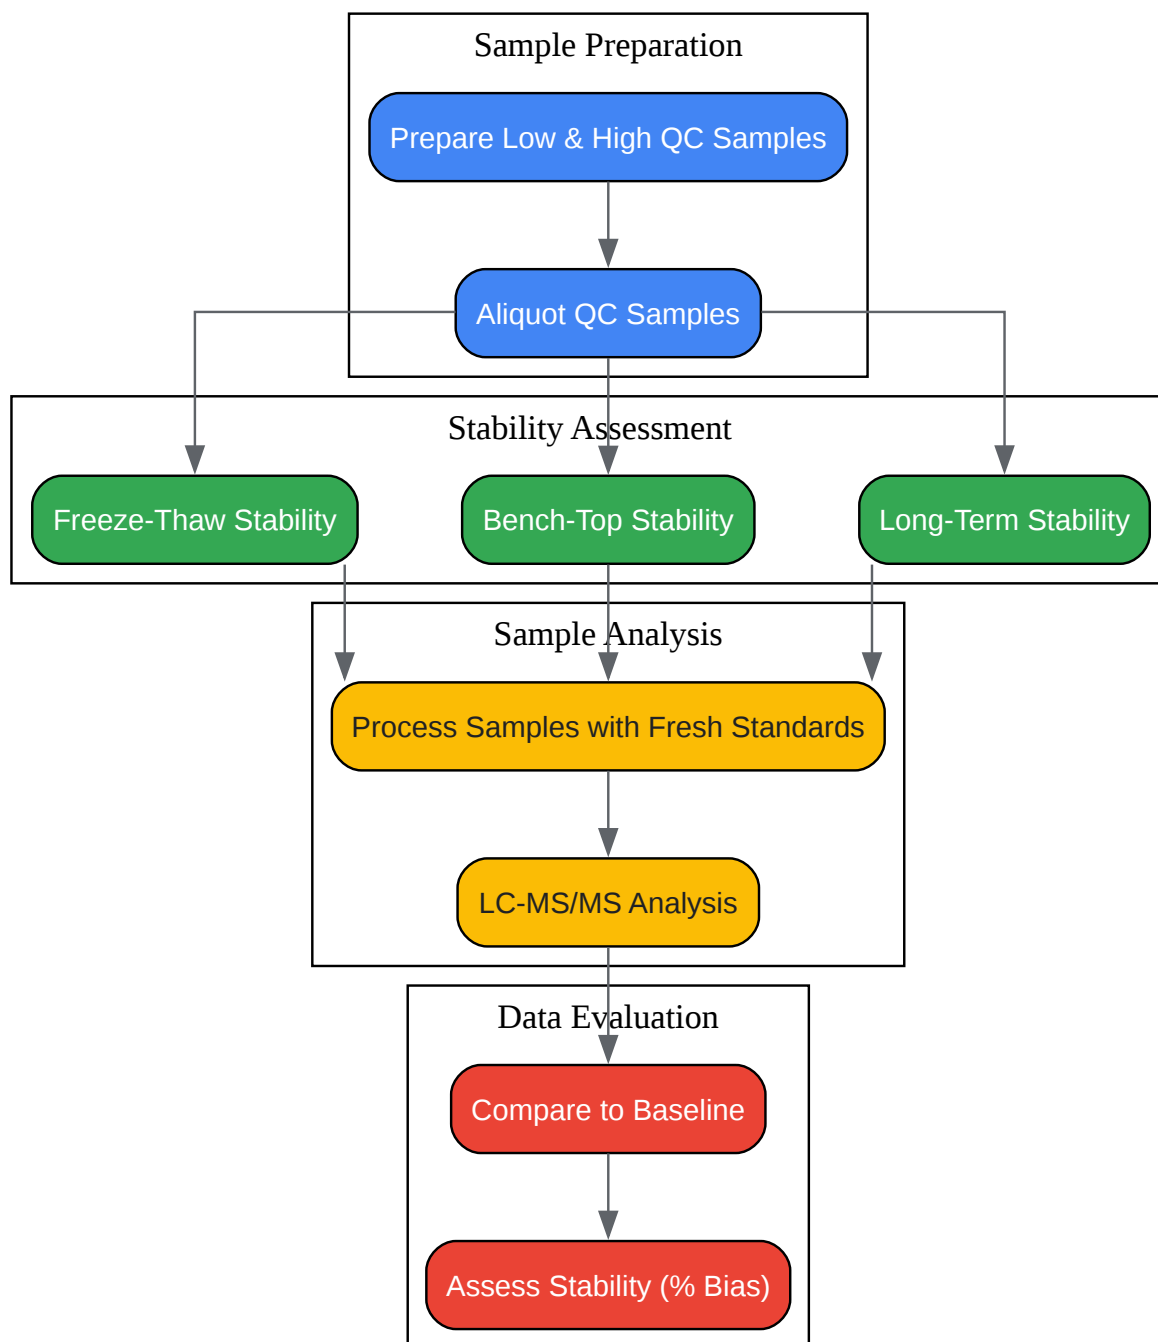 Sample Preparation
Prepare Low & High QC Samples
Aliquot QC Samples
Stability Assessment
Freeze-Thaw Stability
Bench-Top Stability
Long-Term Stability
Sample Analysis
Process Samples with Fresh Standards
LC-MS/MS Analysis
Data Evaluation
Compare to Baseline
Assess Stability (% Bias)